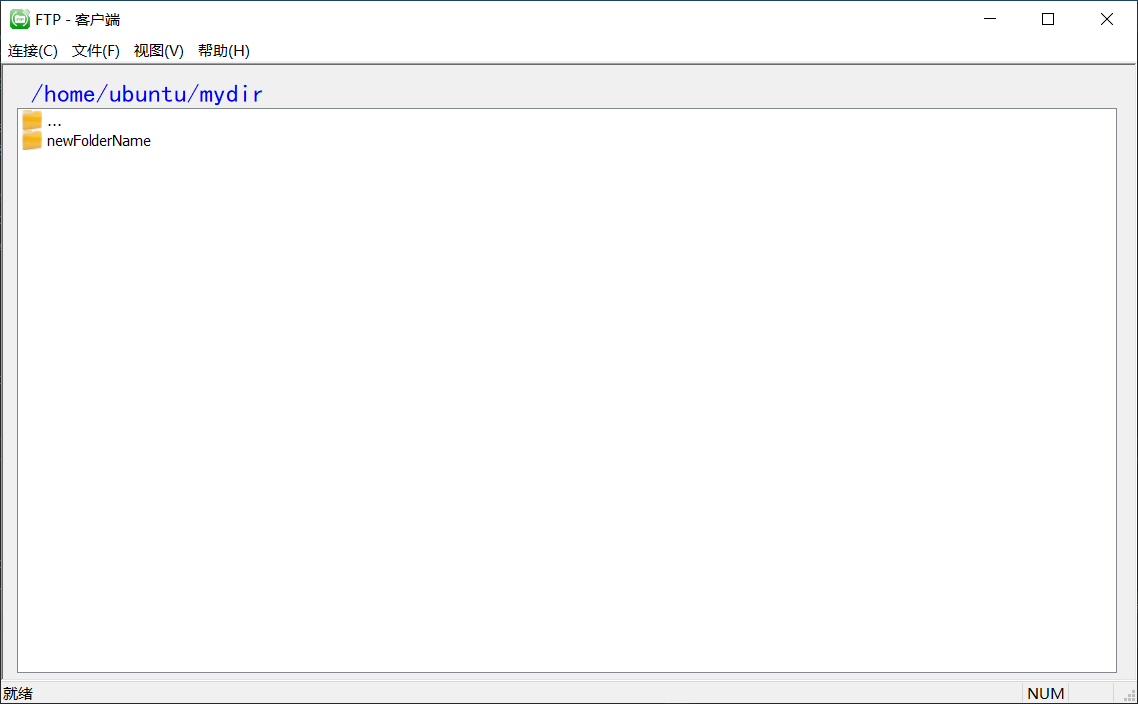 FTP - 客户端
连接(C) 文件(F) 视图(V) 帮助(H)
/home/ubuntu/mydir
...
newFolderName
就绪 NUM